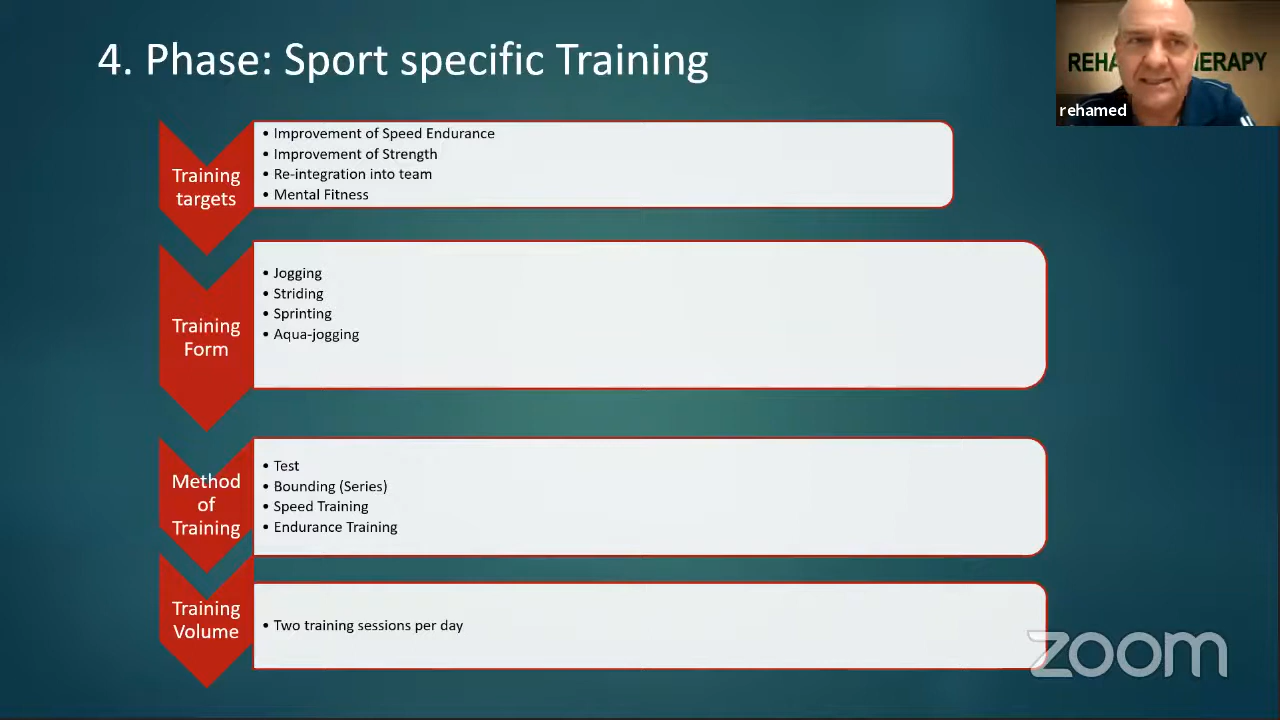 4. Phase: Sport specific Training
rehamed
Training
targets
• Improvement of Speed Endurance
• Improvement of Strength
• Re-integration into team
• Mental Fitness
Training
Form
• Jogging
• Striding
• Sprinting
• Aqua-jogging
Method
of
Training
• Test
• Bounding (Series)
• Speed Training
• Endurance Training
Training
Volume
• Two training sessions per day
zoom